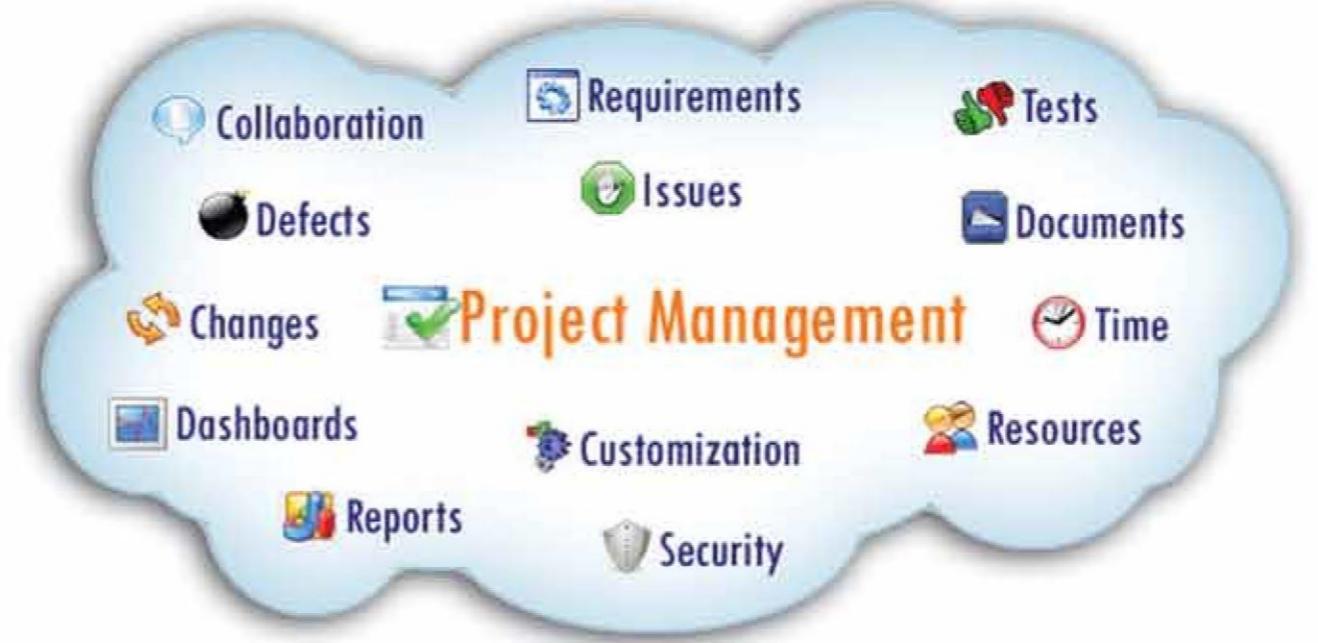 Requirements
Tests
Collaboration
Issues
Defects
Documents
Project Management
Changes
Time
Dashboards
Resources
Customization
Reports
Security